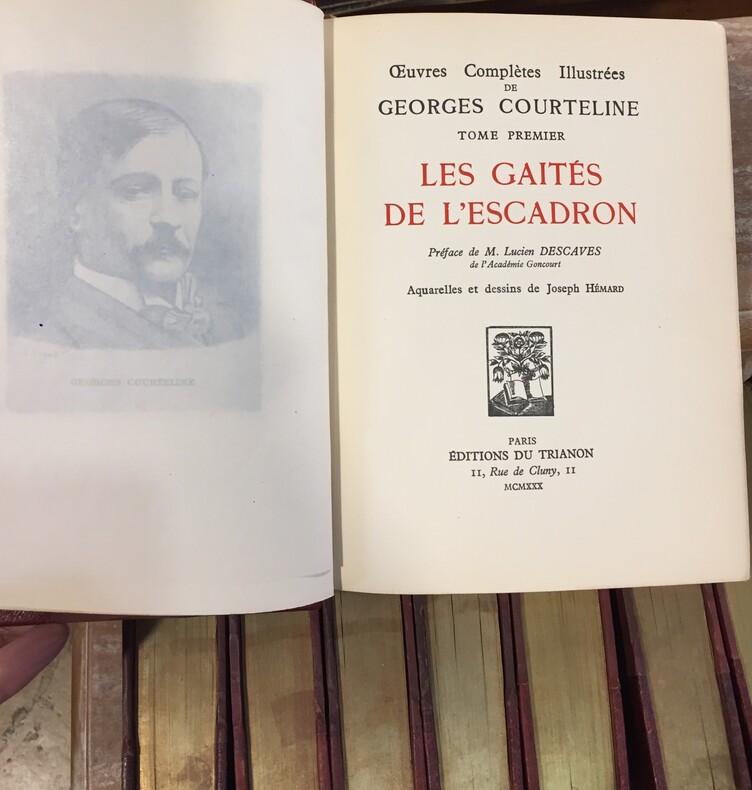 GEORGES COURTELINE
Œuvres Complètes Illustrées
DE
GEORGES COURTELINE
TOME PREMIER
LES GAITÉS
DE L'ESCADRON
Préface de M. Lucien DESCAVES
de l'Académie Goncourt
Aquarelles et dessins de Joseph HÉMARD
PARIS
ÉDITIONS DU TRIANON
11, Rue de Cluny, 11
MCMXXX